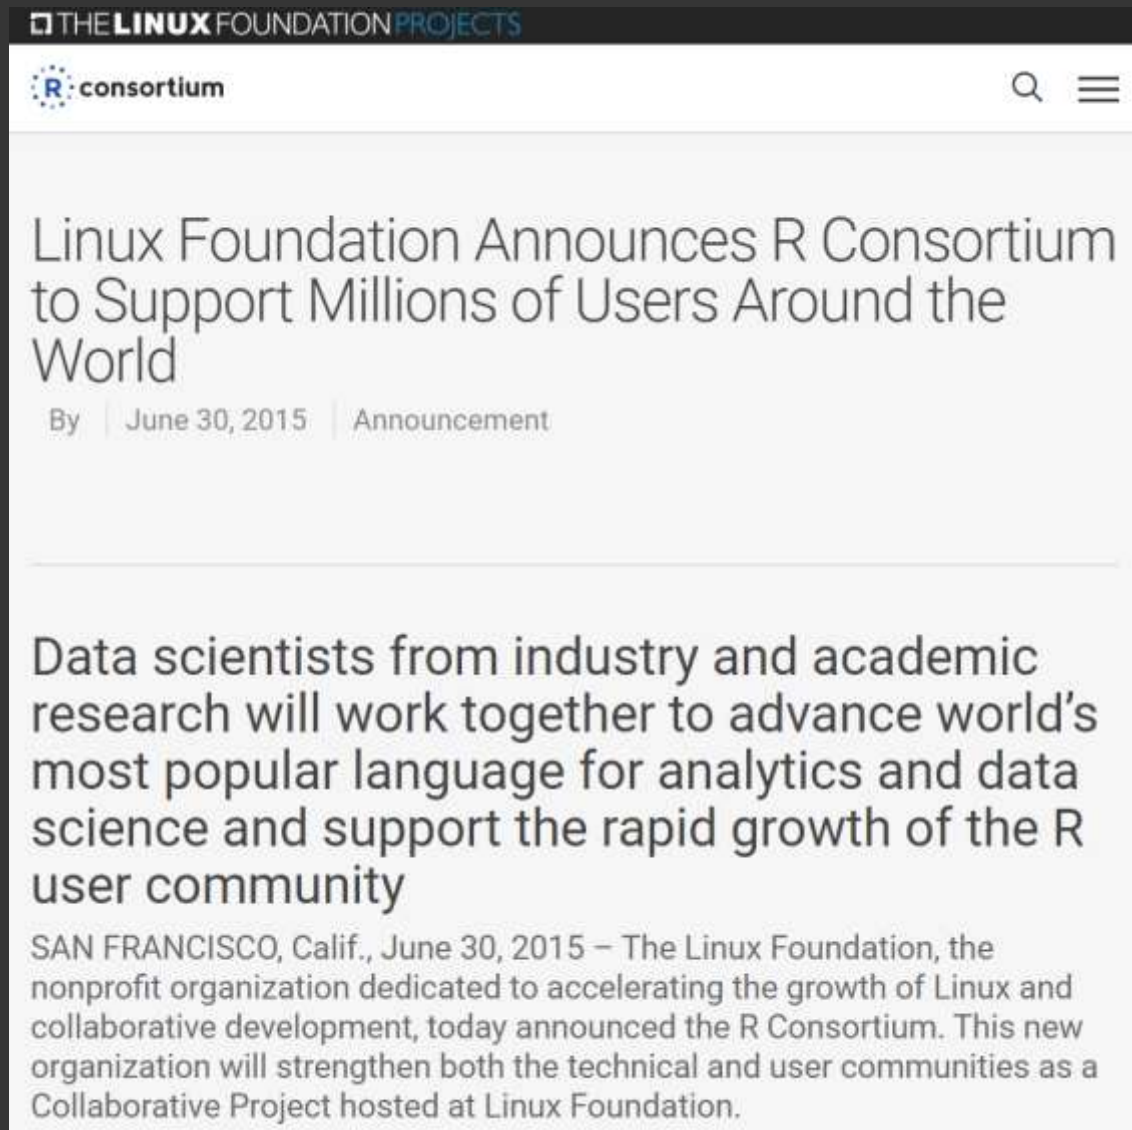 THE LINUX FOUNDATION PROJECTS
R consortium
Linux Foundation Announces R Consortium
to Support Millions of Users Around the
World
By June 30, 2015 Announcement
Data scientists from industry and academic
research will work together to advance world’s
most popular language for analytics and data
science and support the rapid growth of the R
user community
SAN FRANCISCO, Calif., June 30, 2015 – The Linux Foundation, the
nonprofit organization dedicated to accelerating the growth of Linux and
collaborative development, today announced the R Consortium. This new
organization will strengthen both the technical and user communities as a
Collaborative Project hosted at Linux Foundation.